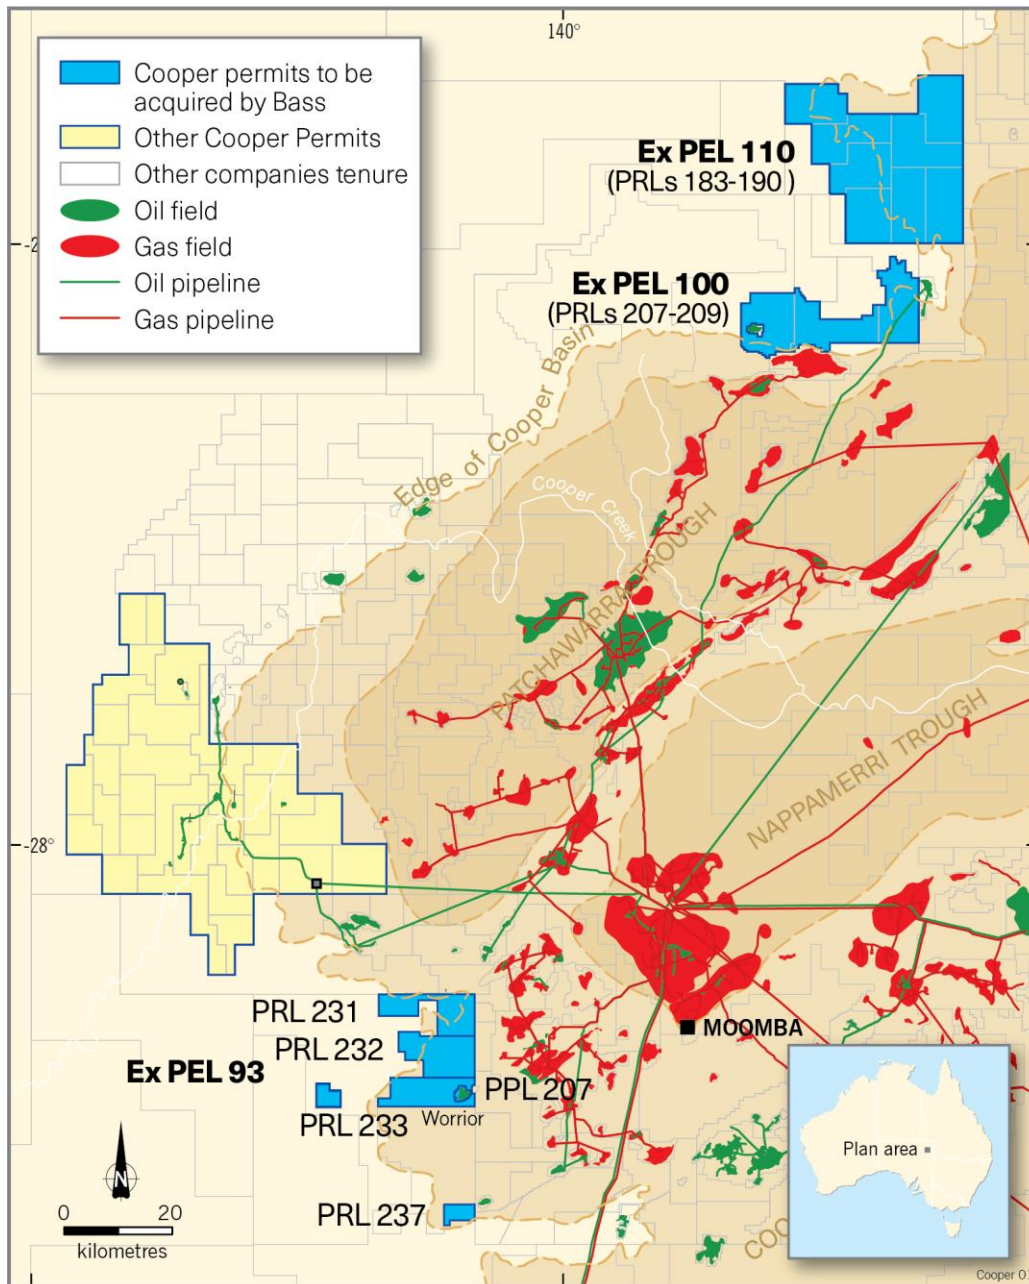 140°
Cooper permits to be
acquired by Bass
Other Cooper Permits
Other companies tenure
Oil field
Gas field
Oil pipeline
Gas pipeline
Ex PEL 110
(PRLs 183-190 )
Ex PEL 100
(PRLs 207-209)
Edge of Cooper Basin
Cooper Creek
PATCHAWARRA TROUGH
NAPPAMERRI TROUGH
-28°
MOOMBA
PRL 231
PRL 232
Ex PEL 93
PPL 207
PRL 233
Worrior
PRL 237
N
0 20
kilometres
Plan area